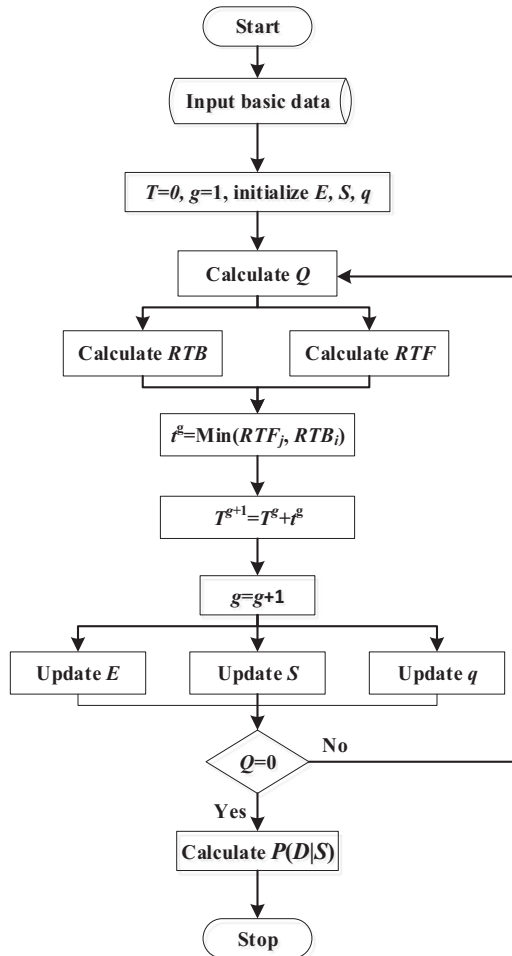 Start
Input basic data
T=0, g=1, initialize E, S, q
Calculate Q
Calculate RTB
Calculate RTF
t^g=Min(RTF_j, RTB_i)
T^{g+1}=T^g+t^g
g=g+1
Update E
Update S
Update q
Q=0
No
Yes
Calculate P(D|S)
Stop